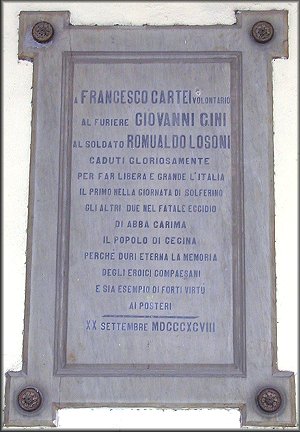 A FRANCESCO CARTEI VOLONTARIO
AL FURIERE GIOVANNI GINI
AL SOLDATO ROMUALDO LOSONI
CADUTI GLORIOSAMENTE
PER FAR LIBERA E GRANDE L'ITALIA
IL PRIMO NELLA GIORNATA DI SOLFERINO
GLI ALTRI DUE NEL FATALE ECCIDIO
DI ABBA CARIMA
IL POPOLO DI CECINA
PERCHE DURI ETERNA LA MEMORIA
DEGLI EROICI COMPAESANI
E SIA ESEMPIO DI FORTI VIRTU
AI POSTERI
XX SETTEMBRE MDCCCXCVIII